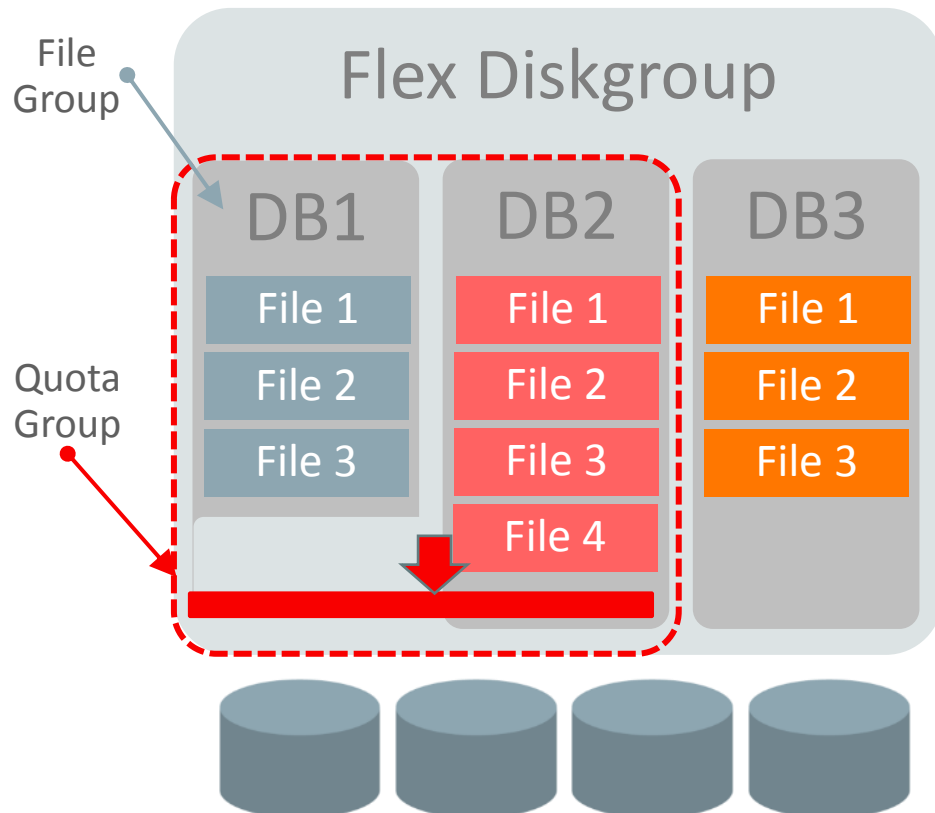 File
Group
Flex Diskgroup
DB1
File 1
File 2
File 3
DB2
File 1
File 2
File 3
File 4
DB3
File 1
File 2
File 3
Quota
Group